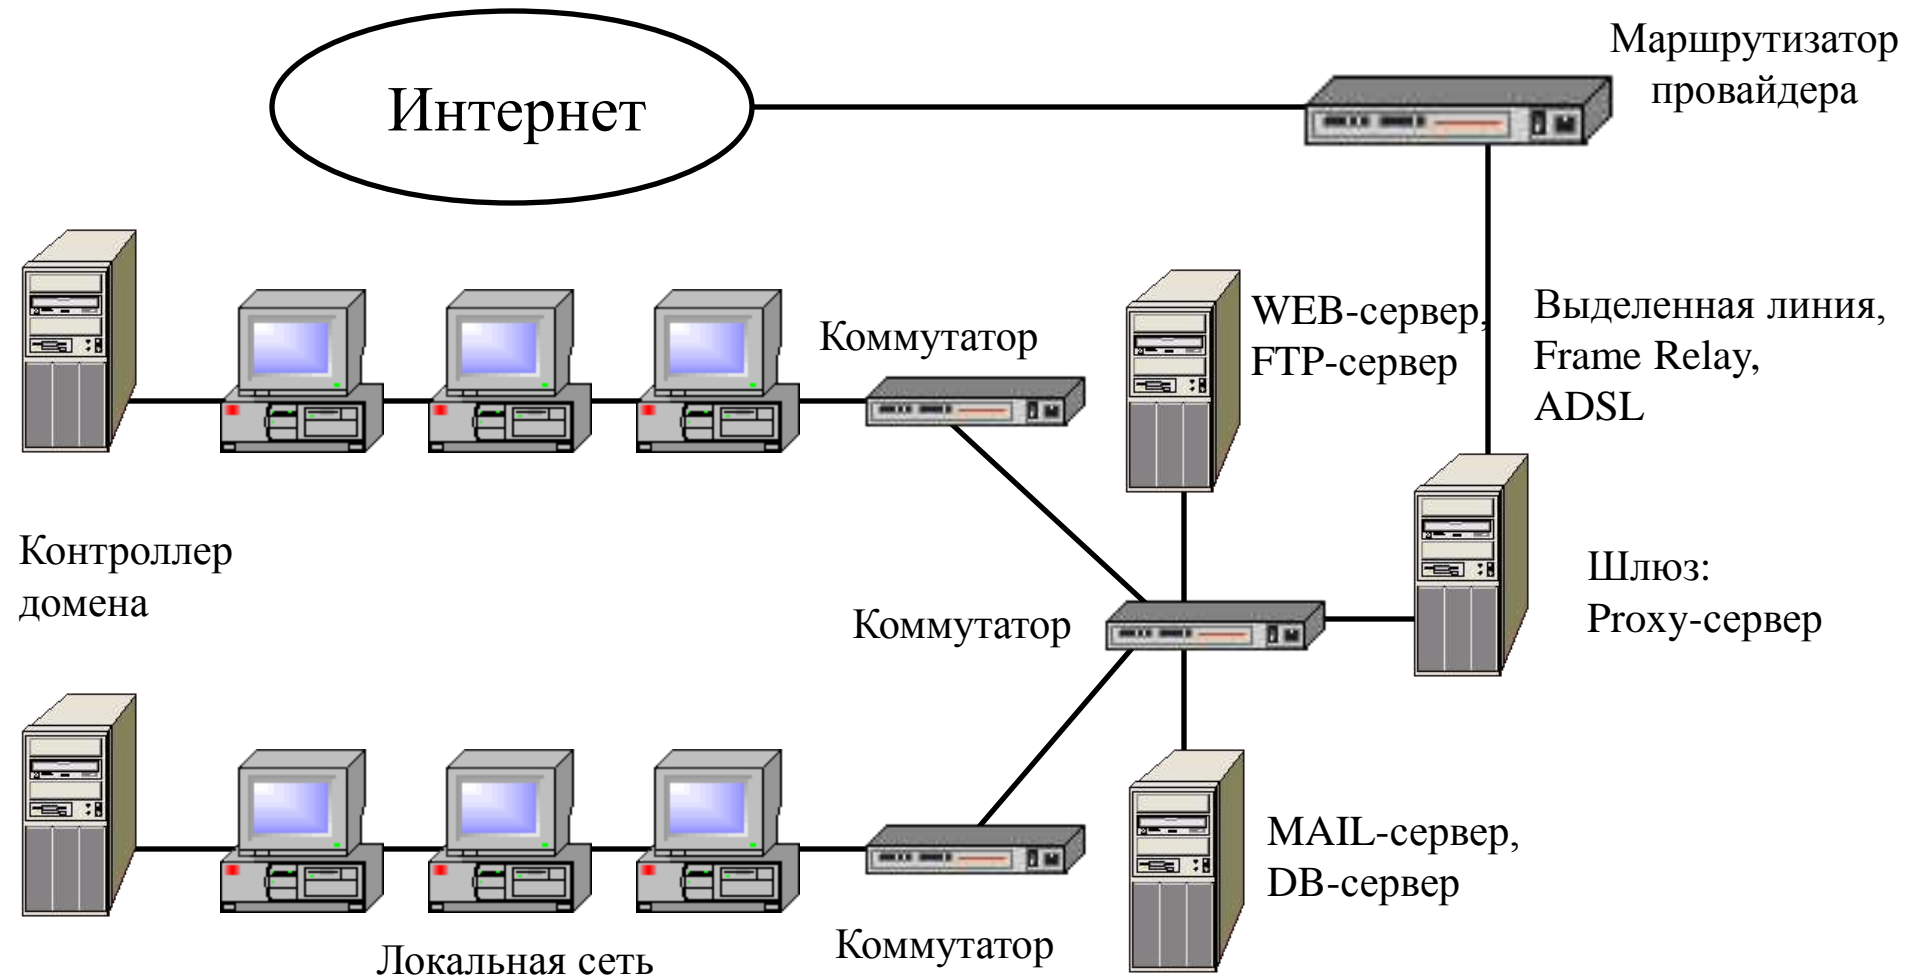 Маршрутизатор
провайдера
Интернет
WEB-сервер,
FTP-сервер
Выделенная линия,
Frame Relay,
ADSL
Коммутатор
Контроллер
домена
Шлюз:
Proxy-сервер
Коммутатор
MAIL-сервер,
DB-сервер
Коммутатор
Локальная сеть